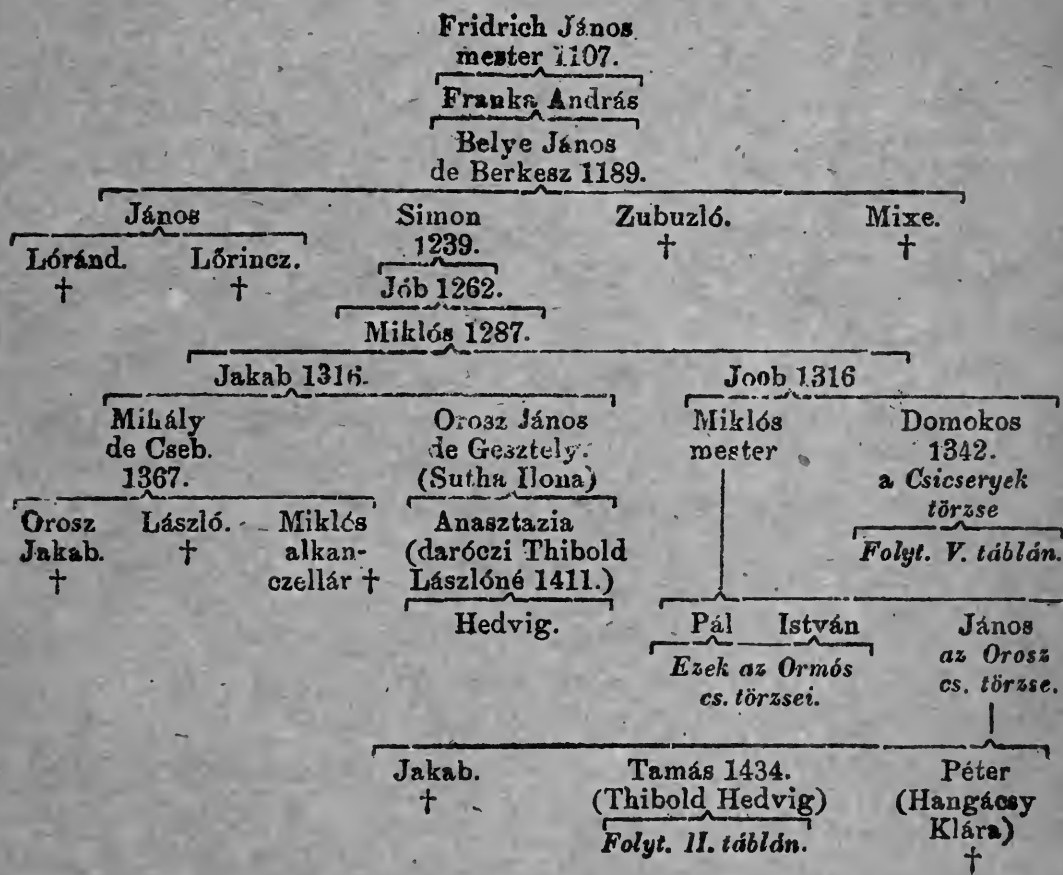 Fridrich János
mester 1107.
Franka András
Belye János
de Berkesz 1189.
János Simon Zubuzló. Mixe.
1239. † †
Lóránd. Lőrincz.
† † Jób 1262.
Miklós 1287.
Jakab 1316. Joob 1316
Mihály Orosz János Miklós Domokos
de Cseb. de Gesztely. mester 1342.
1367. (Sutha Ilona) a Csicseryek
törzse
Orosz László. Miklós Anasztazia
Jakab. † alkan- (daróczi Thibold Folyt. V. táblán.
† czellár † Lászlóné 1411.)
Hedvig. Pál István János
Ezek az Ormós az Orosz
cs. törzsei. cs. törzse.
Jakab. Tamás 1434. Péter
† (Thibold Hedvig) (Hangácsy
Folyt. II. táblán. Klára)
†